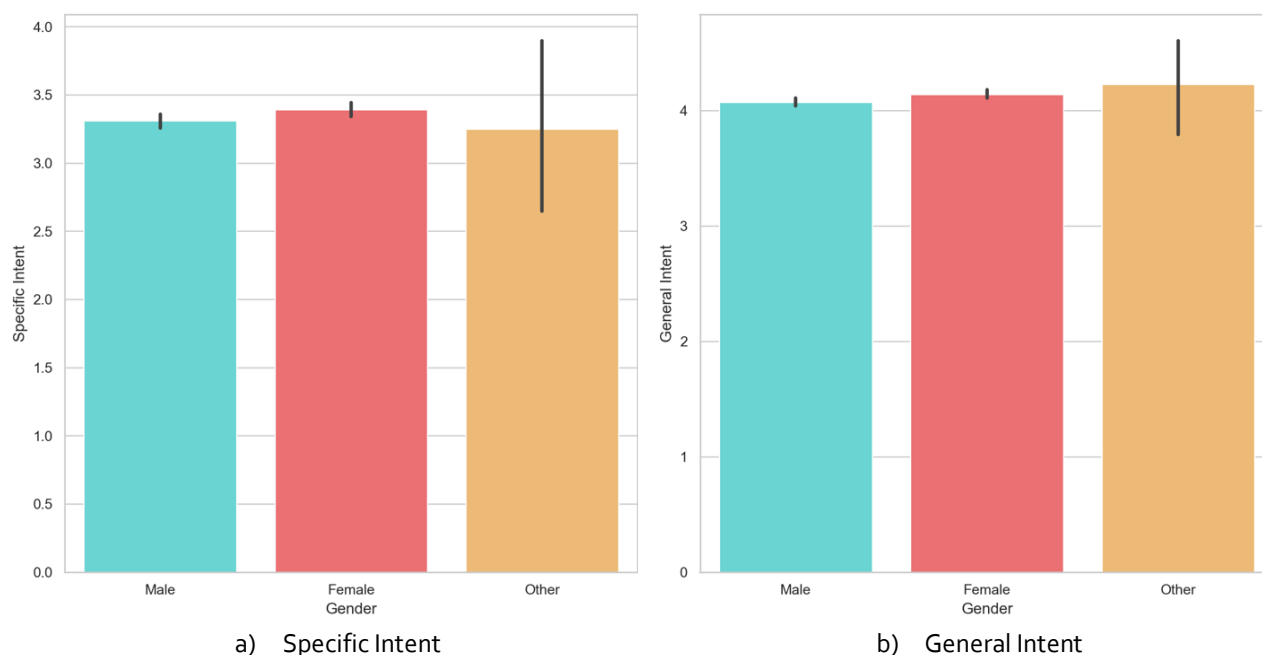 4.0
3.5
3.0
2.5
2.0
1.5
1.0
0.5
0.0
Specific Intent
Male Female Other
Gender
a) Specific Intent
4
3
2
1
0
General Intent
Male Female Other
Gender
b) General Intent